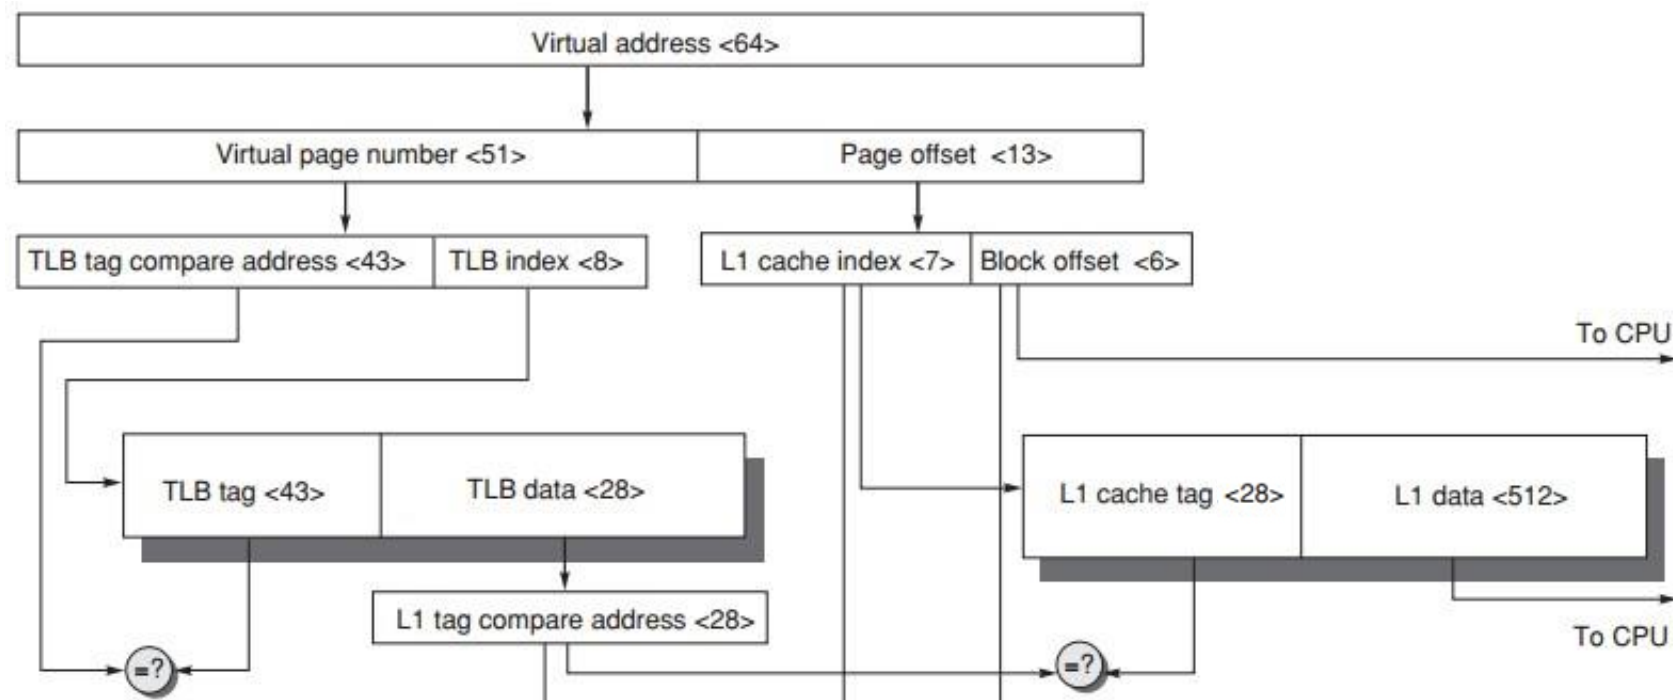 Virtual address <64>
Virtual page number <51>
Page offset <13>
TLB tag compare address <43>
TLB index <8>
L1 cache index <7>
Block offset <6>
To CPU
TLB tag <43>
TLB data <28>
L1 cache tag <28>
L1 data <512>
L1 tag compare address <28>
To CPU
=?
=?